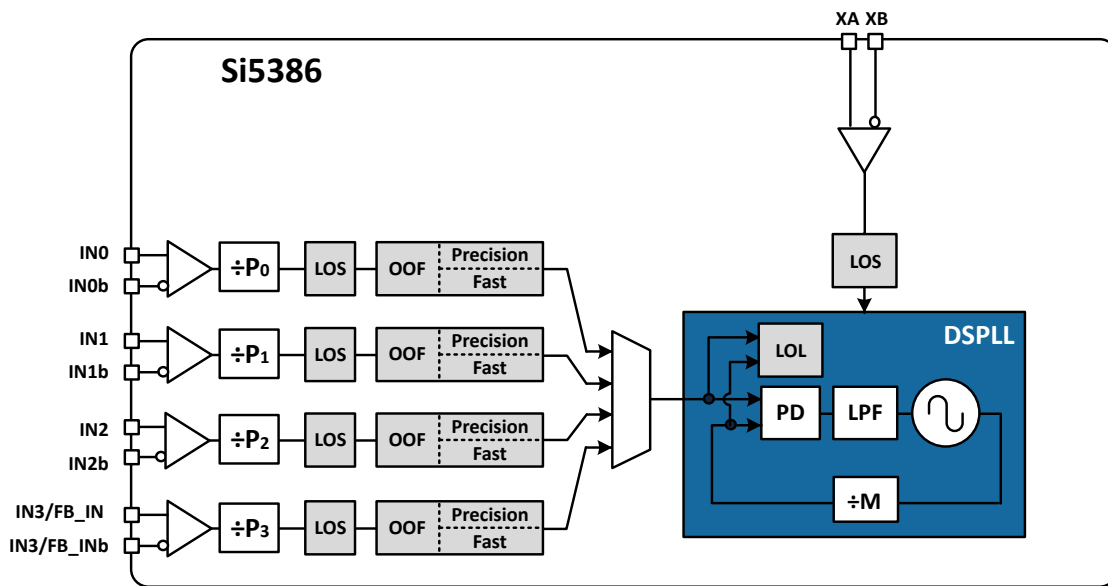 XA XB
Si5386
LOS
IN0
IN0b
÷P0
LOS
OOF
Precision
Fast
IN1
IN1b
÷P1
LOS
OOF
Precision
Fast
IN2
IN2b
÷P2
LOS
OOF
Precision
Fast
IN3/FB_IN
IN3/FB_INb
÷P3
LOS
OOF
Precision
Fast
DSPLL
LOL
PD
LPF
÷M